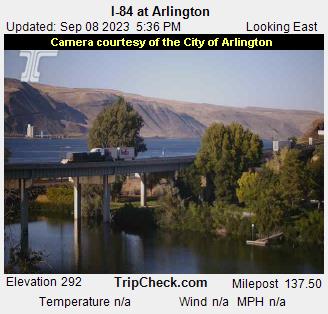 I-84 at Arlington
Updated: Sep 08 2023 5:36 PM Looking East
Camera courtesy of the City of Arlington
Elevation 292 TripCheck.com Milepost 137.50
Temperature n/a Wind n/a MPH n/a